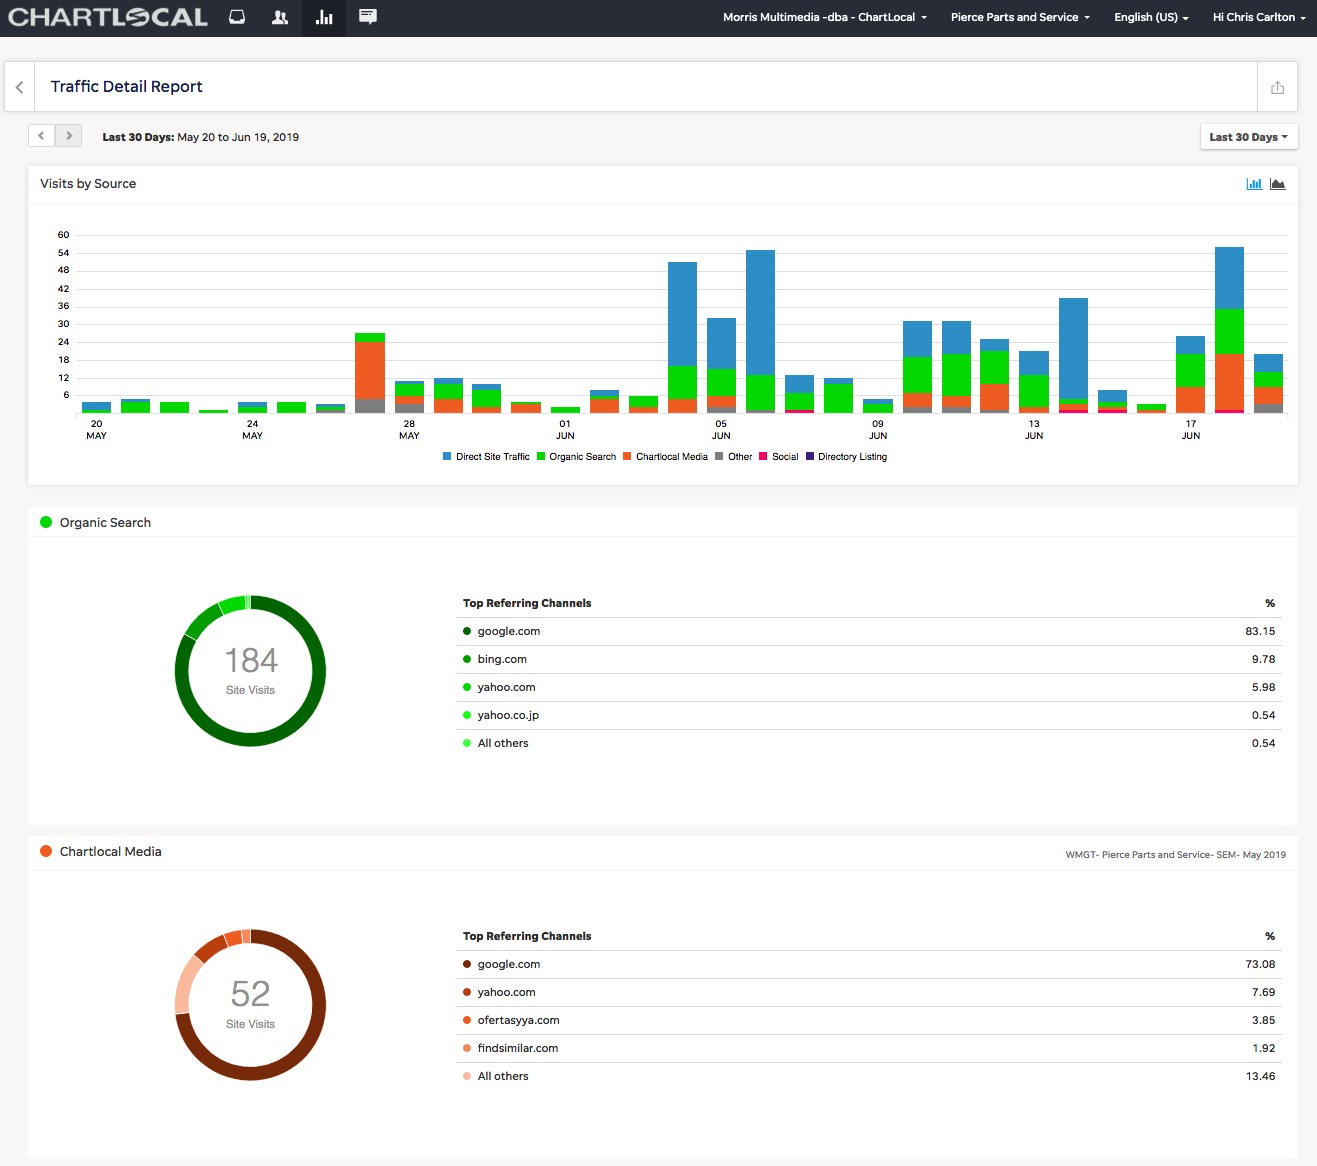 CHARTLOCAL Morris Multimedia -dba - ChartLocal Pierce Parts and Service English (US) Hi Chris Carlton
Traffic Detail Report
Last 30 Days: May 20 to Jun 19, 2019 Last 30 Days
Visits by Source
60
54
48
42
36
30
24
18
12
6
20 24 28 01 05 09 13 17
MAY MAY MAY JUN JUN JUN JUN JUN
Direct Site Traffic Organic Search Chartlocal Media Other Social Directory Listing
Organic Search
Top Referring Channels %
google.com 83.15
184
bing.com 9.78
Site Visits
yahoo.com 5.98
yahoo.co.jp 0.54
All others 0.54
Chartlocal Media WMGT- Pierce Parts and Service- SEM- May 2019
Top Referring Channels %
google.com 73.08
52
yahoo.com 7.69
Site Visits
ofertasyya.com 3.85
findsimilar.com 1.92
All others 13.46